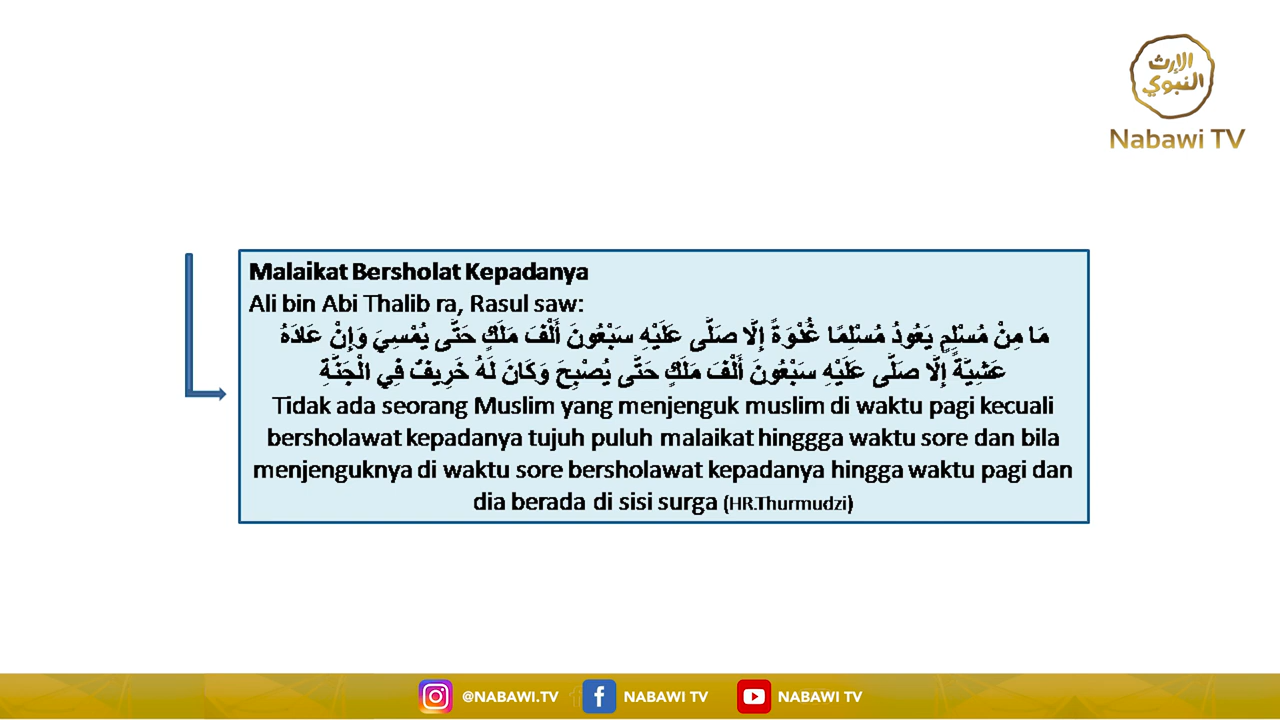 الإرث
النبوي
Nabawi TV
Malaikat Bersholat Kepadanya
Ali bin Abi Thalib ra, Rasul saw:
مَا مِنْ مُسْلِمٍ يَعُودُ مُسْلِمًا غُدْوَةً إِلَّا صَلَّى عَلَيْهِ سَبْعُونَ أَلْفَ مَلَكٍ حَتَّى يُمْسِيَ وَإِنْ عَادَهُ
عَشِيَّةً إِلَّا صَلَّى عَلَيْهِ سَبْعُونَ أَلْفَ مَلَكٍ حَتَّى يُصْبِحَ وَكَانَ لَهُ خَرِيفٌ فِي الْجَنَّةِ
Tidak ada seorang Muslim yang menjenguk muslim di waktu pagi kecuali
bersholawat kepadanya tujuh puluh malaikat hinggga waktu sore dan bila
menjenguknya di waktu sore bersholawat kepadanya hingga waktu pagi dan
dia berada di sisi surga (HR.Thurmudzi)
@NABAWI.TV NABAWI TV NABAWI TV